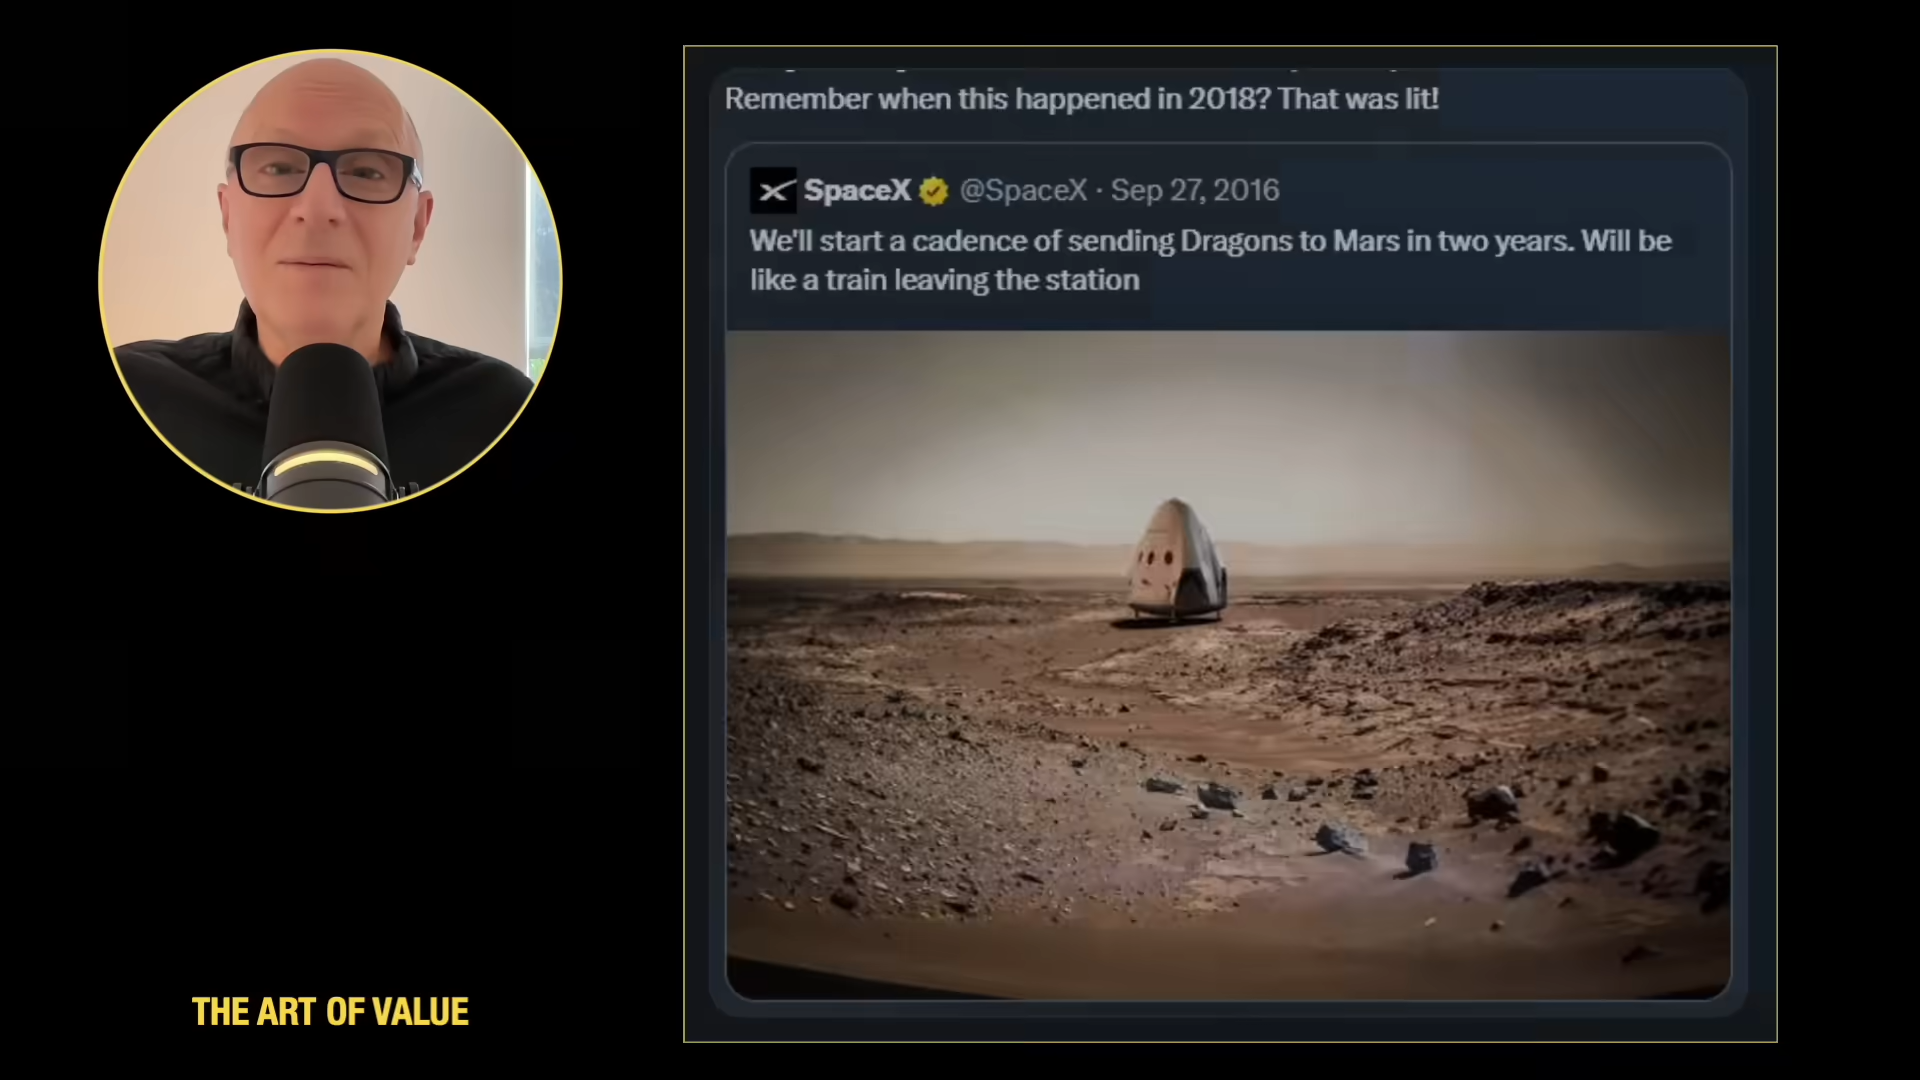 Remember when this happened in 2018? That was lit!
SpaceX @SpaceX · Sep 27, 2016
We'll start a cadence of sending Dragons to Mars in two years. Will be
like a train leaving the station
THE ART OF VALUE